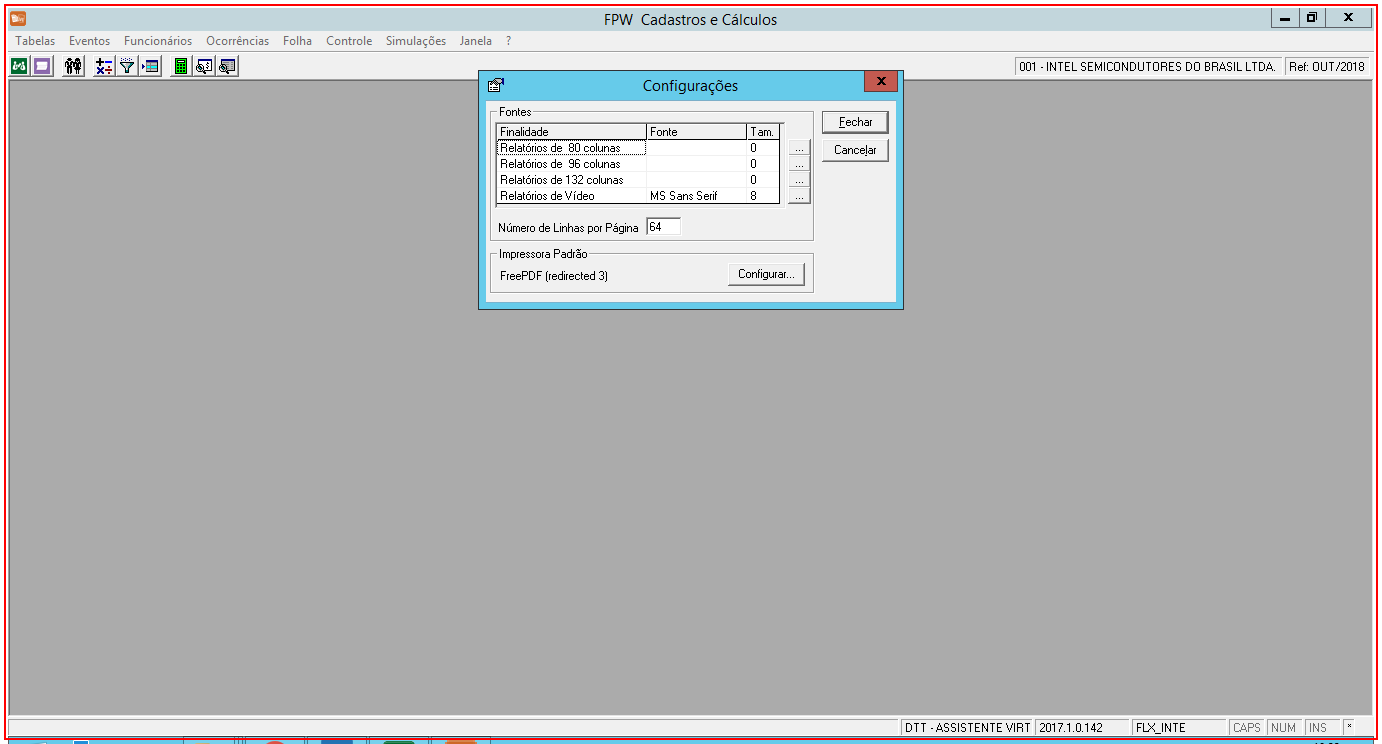 FPW Cadastros e Cálculos
Tabelas Eventos Funcionários Ocorrências Folha Controle Simulações Janela ?
001 - INTEL SEMICONDUTORES DO BRASIL LTDA. Ref: OUT/2018
Configurações
Fontes
Finalidade Fonte Tam.
Relatórios de 80 colunas 0 ...
Relatórios de 96 colunas 0 ...
Relatórios de 132 colunas 0 ...
Relatórios de Vídeo MS Sans Serif 8 ...
Número de Linhas por Página 64
Fechar
Cancelar
Impressora Padrão
FreePDF (redirected 3) Configurar...
DTT - ASSISTENTE VIRT 2017.1.0.142 FLX_INTE CAPS NUM INS *